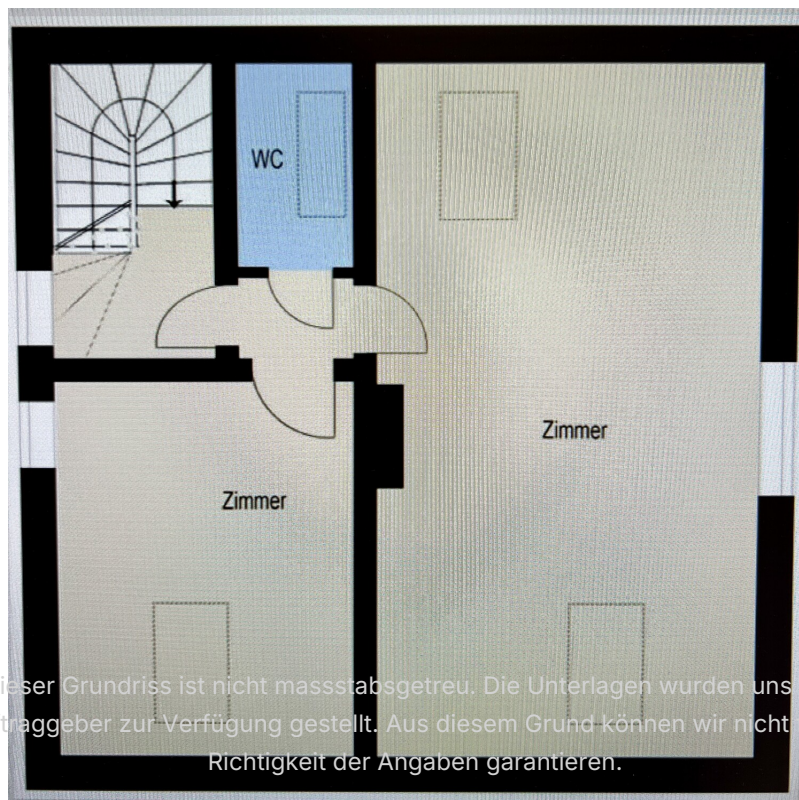 WC
Zimmer
Zimmer
ieser Grundriss ist nicht massstabsgetreu. Die Unterlagen wurden uns
traggeber zur Verfügung gestellt. Aus diesem Grund können wir nicht
Richtigkeit der Angaben garantieren.